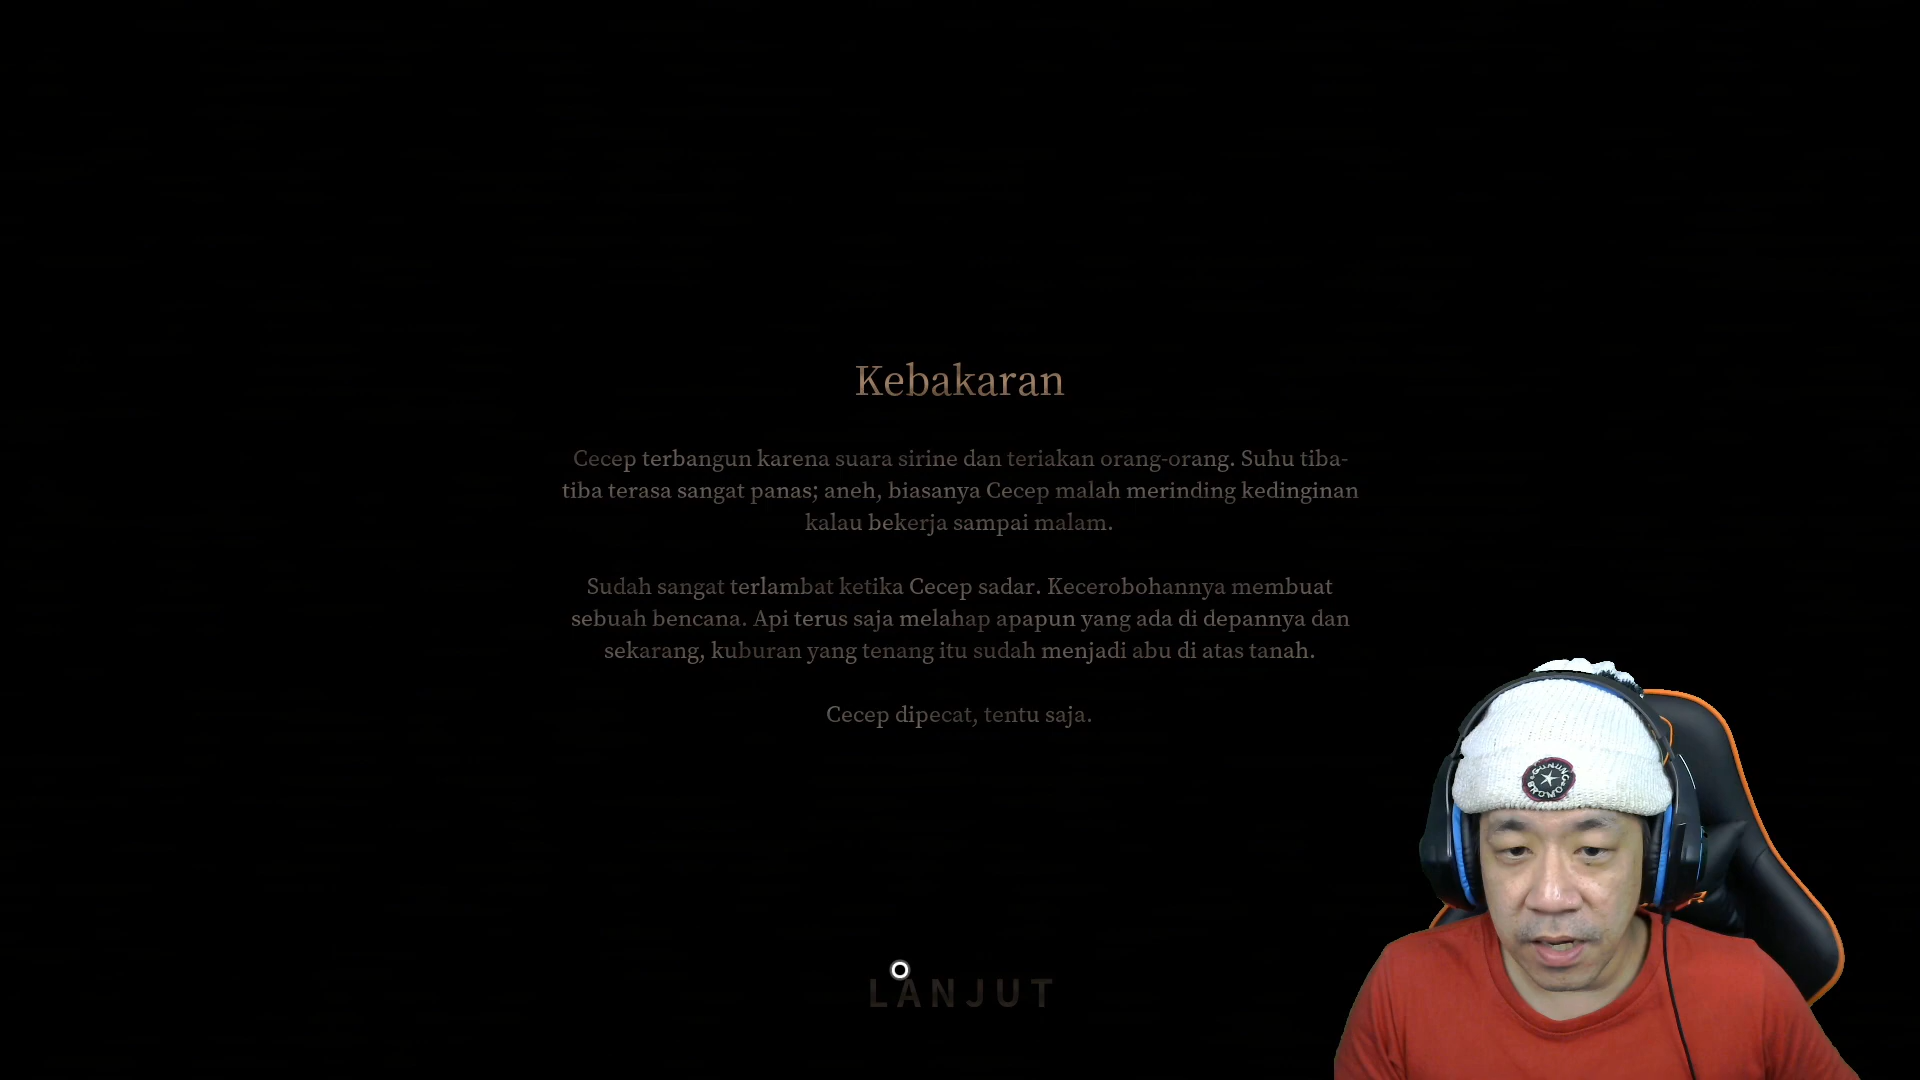 Kebakaran
Cecep terbangun karena suara sirine dan teriakan orang-orang. Suhu tiba-
tiba terasa sangat panas; aneh, biasanya Cecep malah merinding kedinginan
kalau bekerja sampai malam.
Sudah sangat terlambat ketika Cecep sadar. Kecerobohannya membuat
sebuah bencana. Api terus saja melahap apapun yang ada di depannya dan
sekarang, kuburan yang tenang itu sudah menjadi abu di atas tanah.
Cecep dipecat, tentu saja.
LANJUT
GUNUNG
BROMO